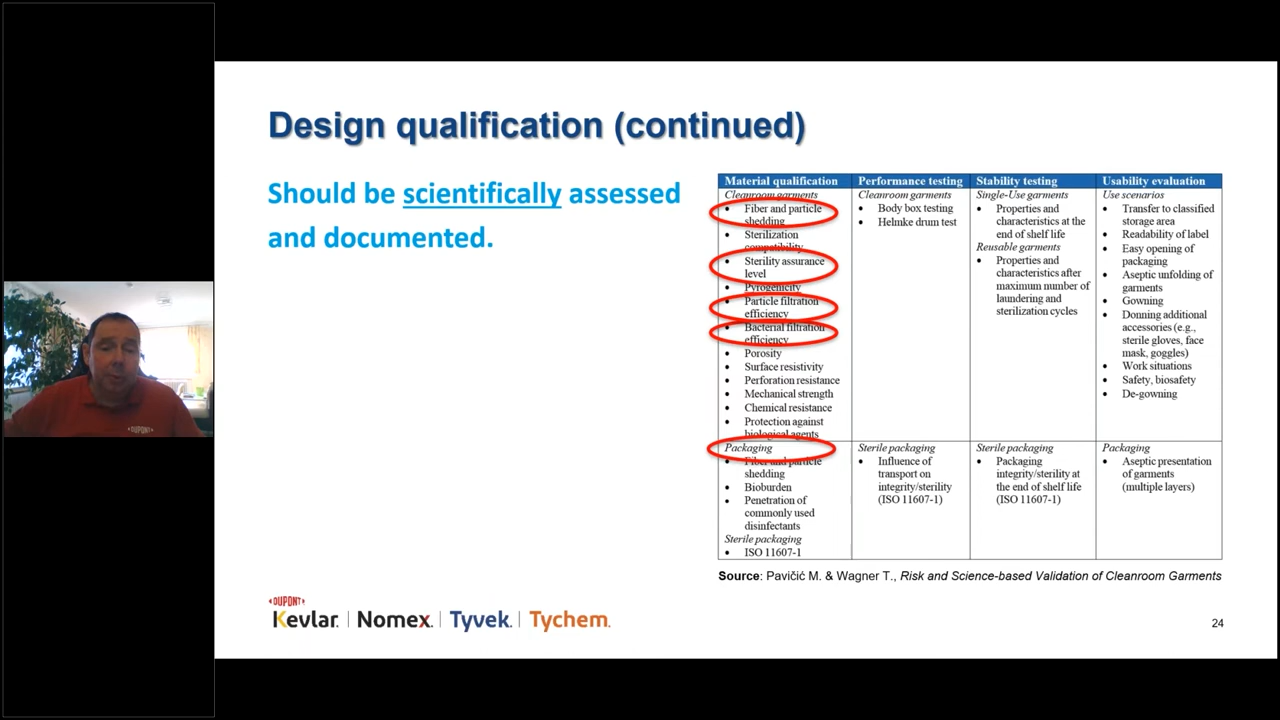 Design qualification (continued)
Should be scientifically assessed
and documented.
Material qualification
Cleanroom garments
• Fiber and particle
shedding
• Sterilization
compatibility
• Sterility assurance
level
• Pyrogenicity
• Particle filtration
efficiency
• Bacterial filtration
efficiency
• Porosity
• Surface resistivity
• Perforation resistance
• Mechanical strength
• Chemical resistance
• Protection against
biological agents
Performance testing
Cleanroom garments
• Body box testing
• Helmke drum test
Stability testing
Single-Use garments
• Properties and
characteristics at the
end of shelf life
Reusable garments
• Properties and
characteristics after
maximum number of
laundering and
sterilization cycles
Usability evaluation
Use scenarios
• Transfer to classified
storage area
• Readability of label
• Easy opening of
packaging
• Aseptic unfolding of
garments
• Gowning
• Donning additional
accessories (e.g.,
sterile gloves, face
mask, goggles)
• Work situations
• Safety, biosafety
• De-gowning
Packaging
• Fiber and particle
shedding
• Bioburden
• Penetration of
commonly used
disinfectants
Sterile packaging
• ISO 11607-1
Sterile packaging
• Influence of
transport on
integrity/sterility
(ISO 11607-1)
Sterile packaging
• Packaging
integrity/sterility at
the end of shelf life
(ISO 11607-1)
Packaging
• Aseptic presentation
of garments
(multiple layers)
Source: Pavičić M. & Wagner T., Risk and Science-based Validation of Cleanroom Garments
DUPONT
Kevlar. | Nomex. | Tyvek. | Tychem.
24
DUPONT